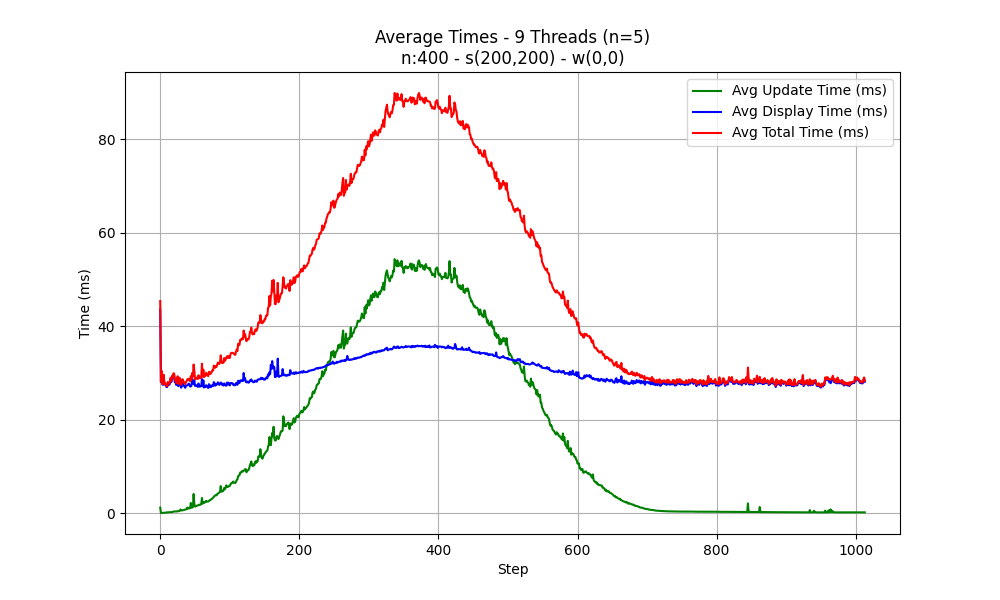 Average Times - 9 Threads (n=5)
n:400 - s(200,200) - w(0,0)
Avg Update Time (ms)
Avg Display Time (ms)
Avg Total Time (ms)
Time (ms)
80
60
40
20
0
0 200 400 600 800 1000
Step